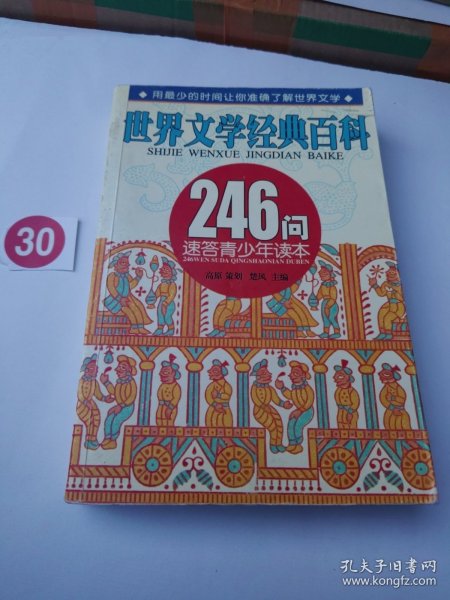 ◆用最少的时间让你准确了解世界文学◆
世界文学经典百科
SHIJIE WENXUE JINGDIAN BAIKE
246问
速答青少年读本
246WEN SUDA QINGSHAONIAN DUBEN
高原 策划 楚风 主编
30
孔夫子旧书网
www.kongfz.com